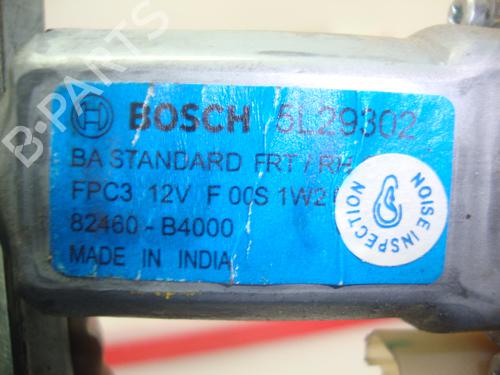 B-PARTS
BOSCH 5L29302
BA STANDARD FRT / RH
FPC3 12V F 00S 1W2
82460 - B4000
MADE IN INDIA
NOISE INSPECTION